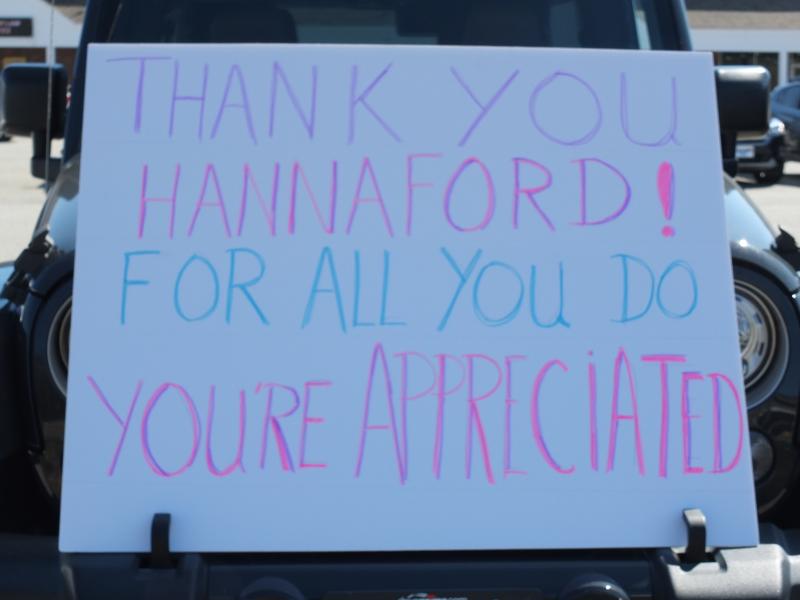 THANK YOU
HANNAFORD!
FOR ALL YOU DO
YOU'RE APPRECIATED